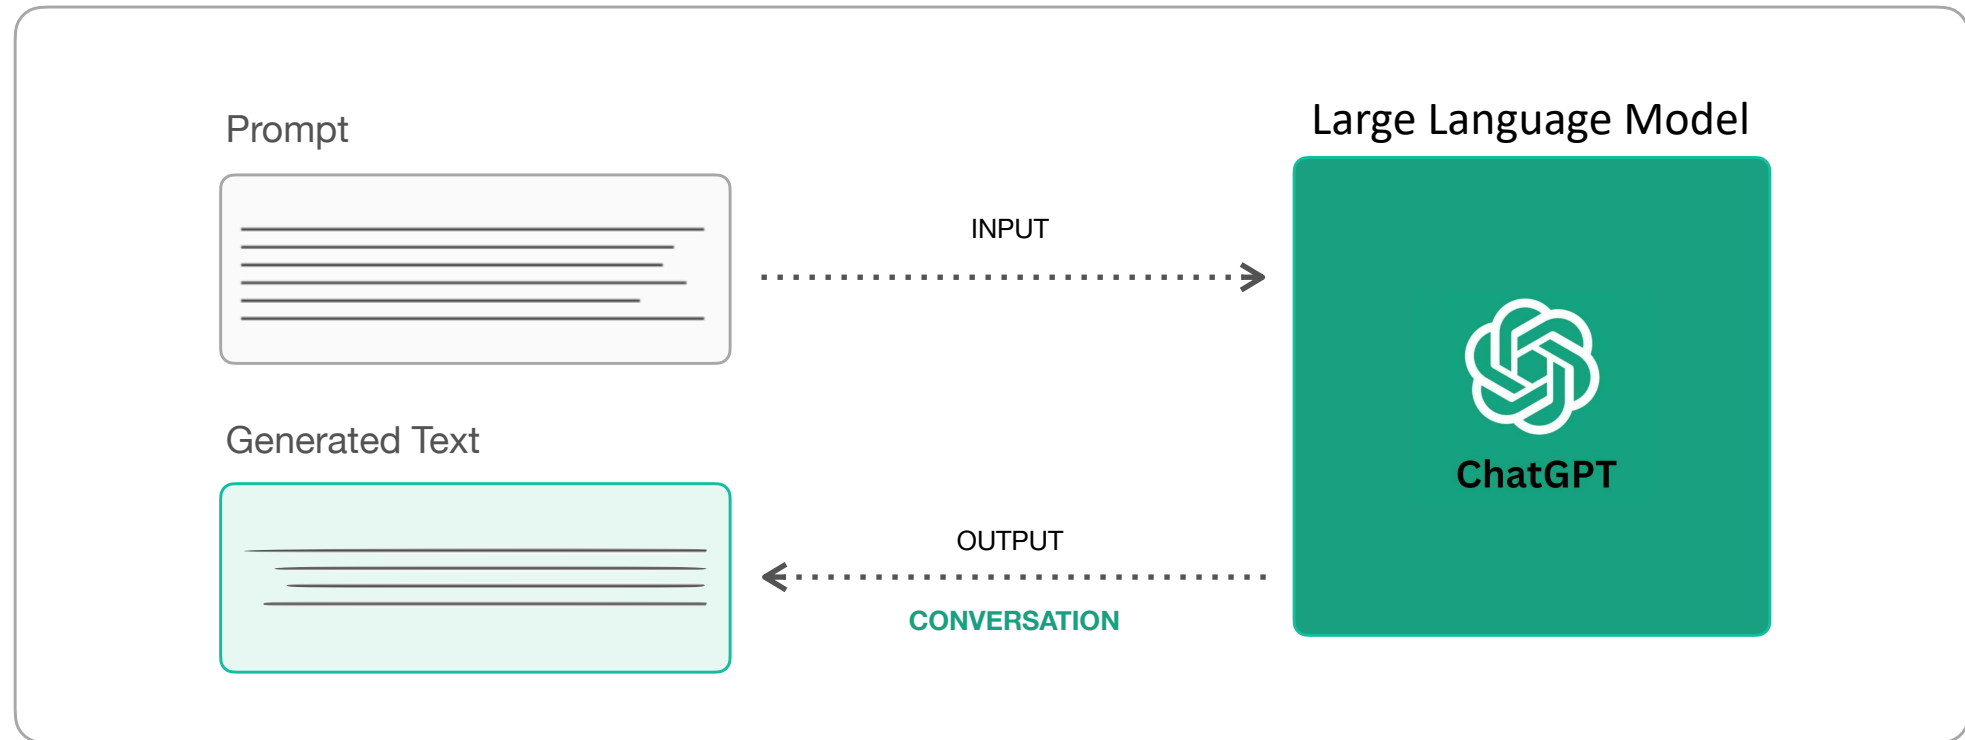 Prompt
Large Language Model
INPUT
ChatGPT
Generated Text
OUTPUT
CONVERSATION